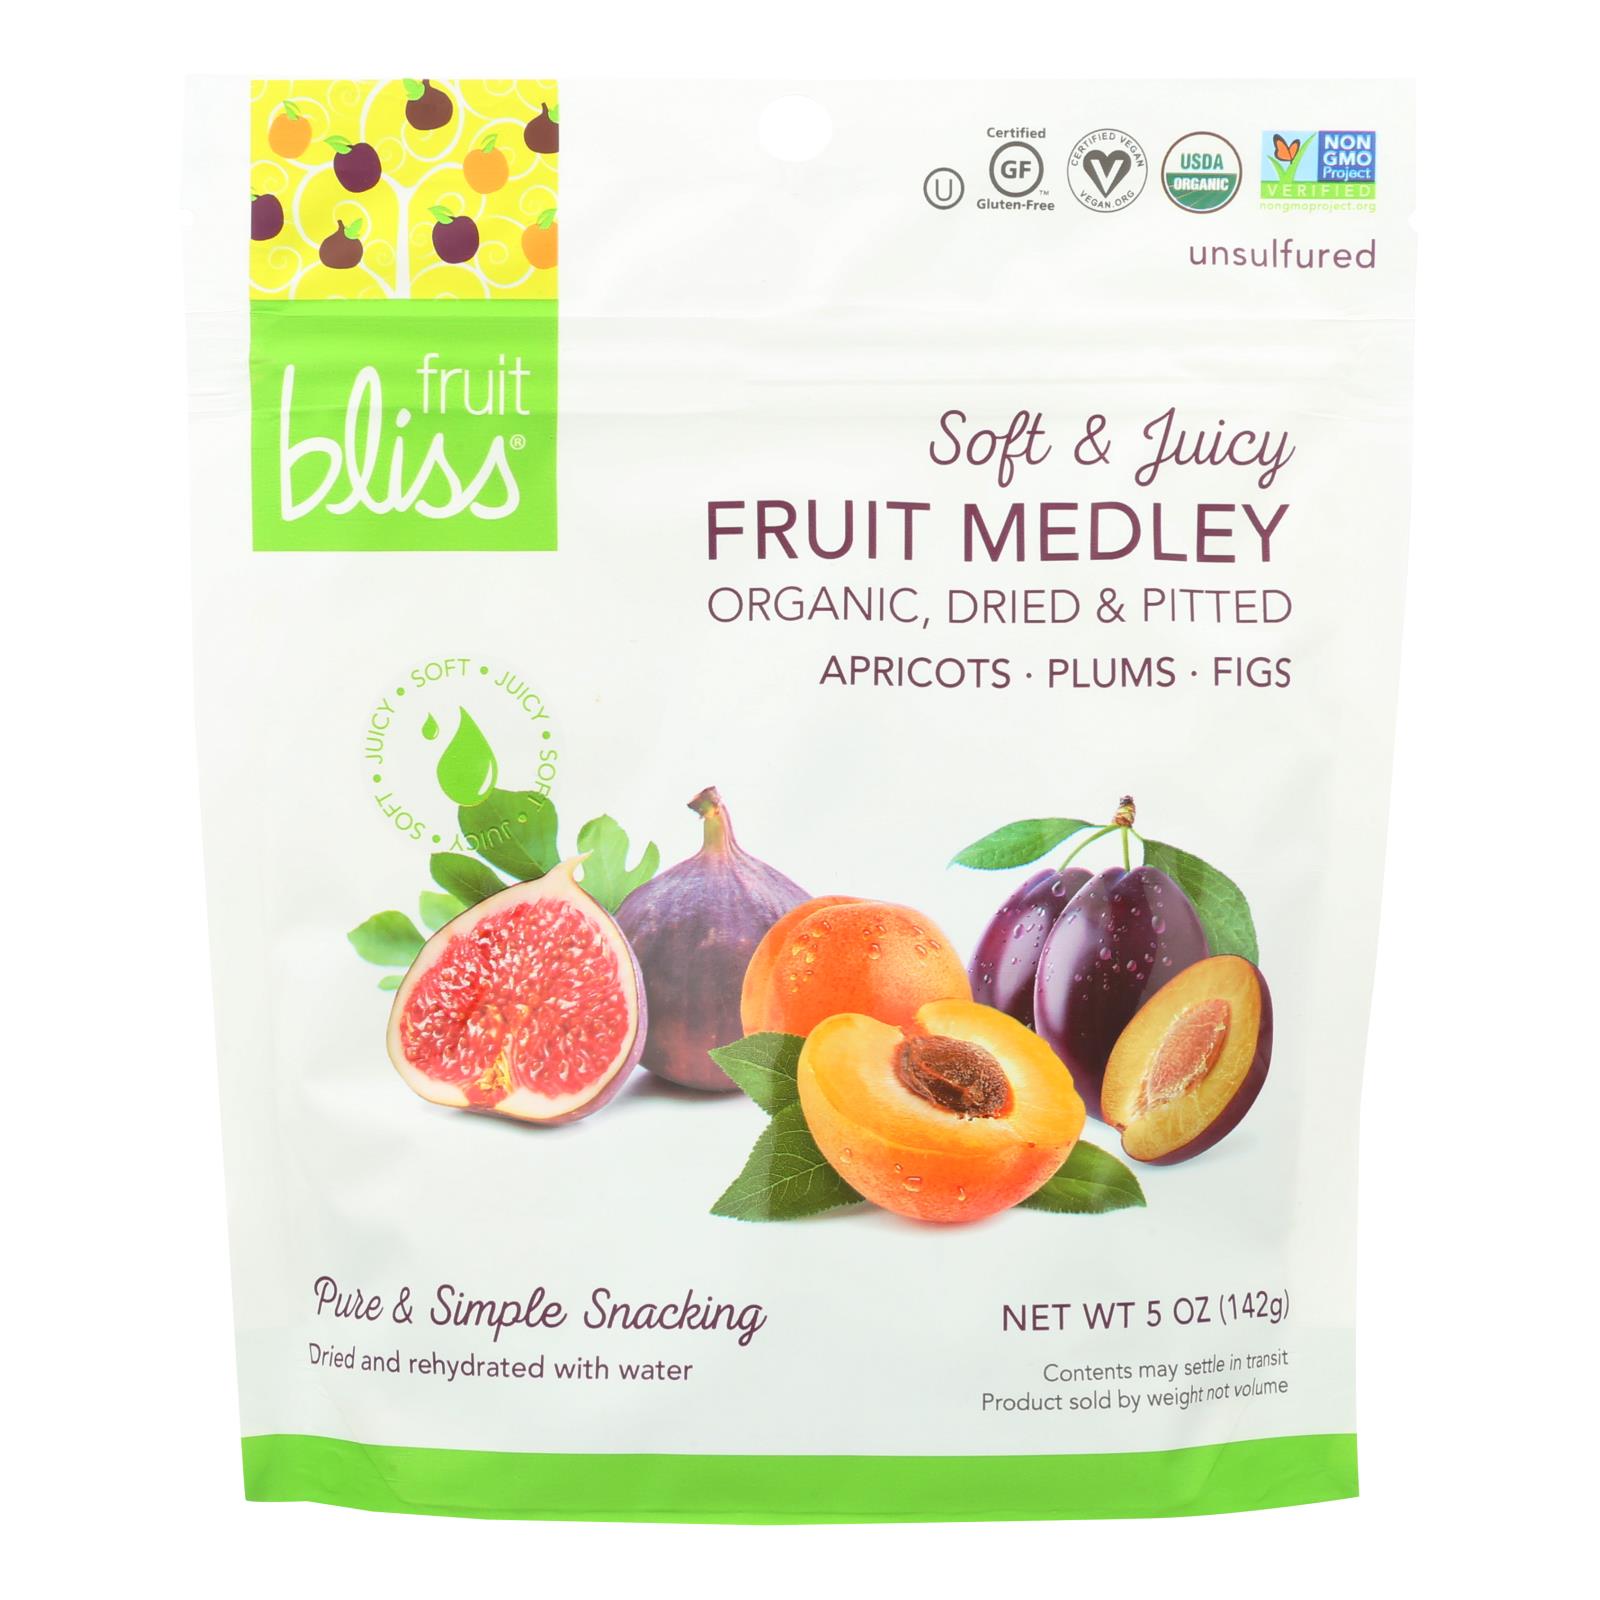 Certified
GF™
Gluten-Free
U
CERTIFIED VEGAN
VEGAN.ORG
USDA
ORGANIC
NON
GMO
Project
VERIFIED
nongmoproject.org
unsulfured
fruit
bliss®
Soft & Juicy
FRUIT MEDLEY
ORGANIC, DRIED & PITTED
APRICOTS · PLUMS · FIGS
SOFT • JUICY • SOFT • JUICY • SOFT • JUICY •
Pure & Simple Snacking
Dried and rehydrated with water
NET WT 5 OZ (142g)
Contents may settle in transit
Product sold by weight not volume